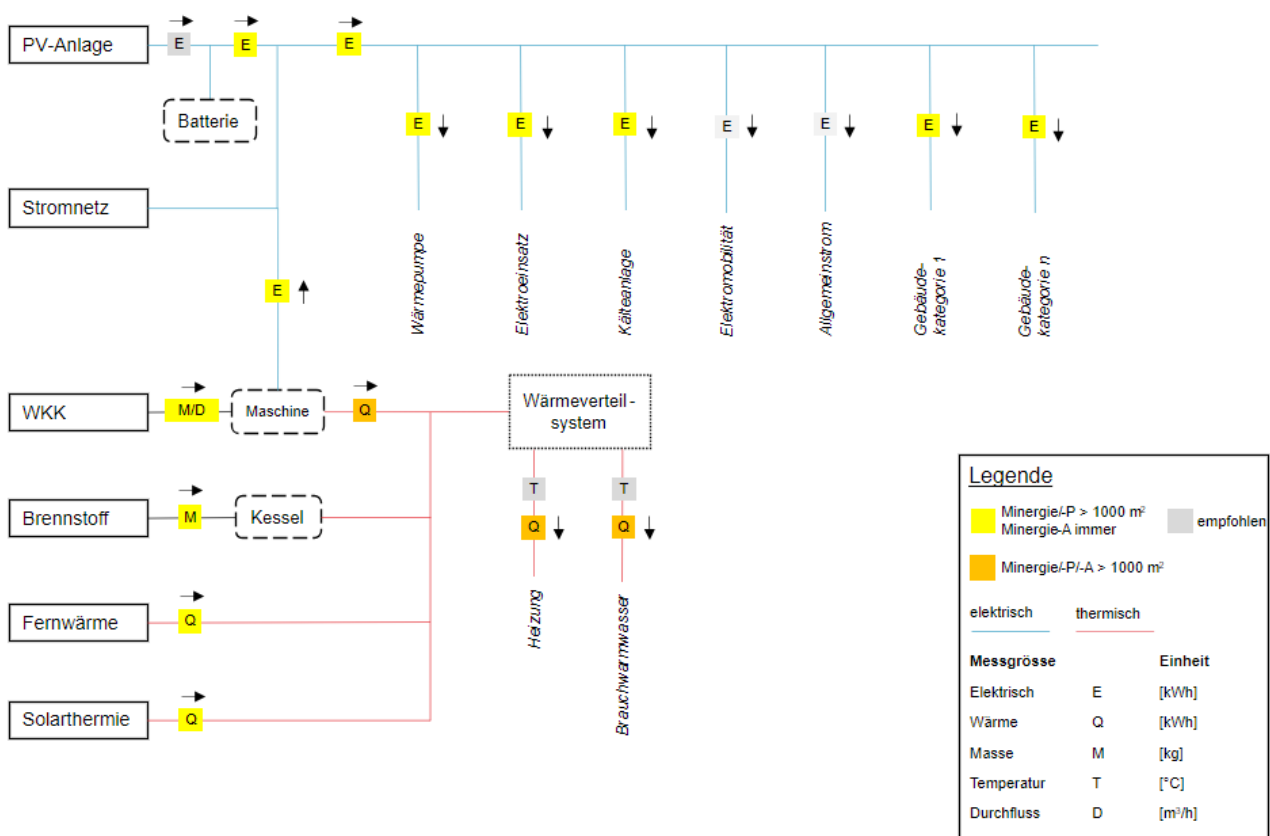 PV-Anlage
E
E
E
Batterie
E
E
E
E
E
E
E
Stromnetz
E
Wärmepumpe
Elektroeinsatz
Kälteanlage
Elektromobilität
Allgemeinstrom
Gebäude-
kategorie 1
Gebäude-
kategorie n
WKK
M/D
Maschine
Q
Wärmeverteil-
system
Brennstoff
M
Kessel
T
T
Q
Q
Heizung
Brauchwarmwasser
Fernwärme
Q
Solarthermie
Q
Legende
Minergie/-P > 1000 m²
Minergie-A immer
empfohlen
Minergie/-P/-A > 1000 m²
elektrisch thermisch
Messgrösse Einheit
Elektrisch E [kWh]
Wärme Q [kWh]
Masse M [kg]
Temperatur T [°C]
Durchfluss D [m³/h]